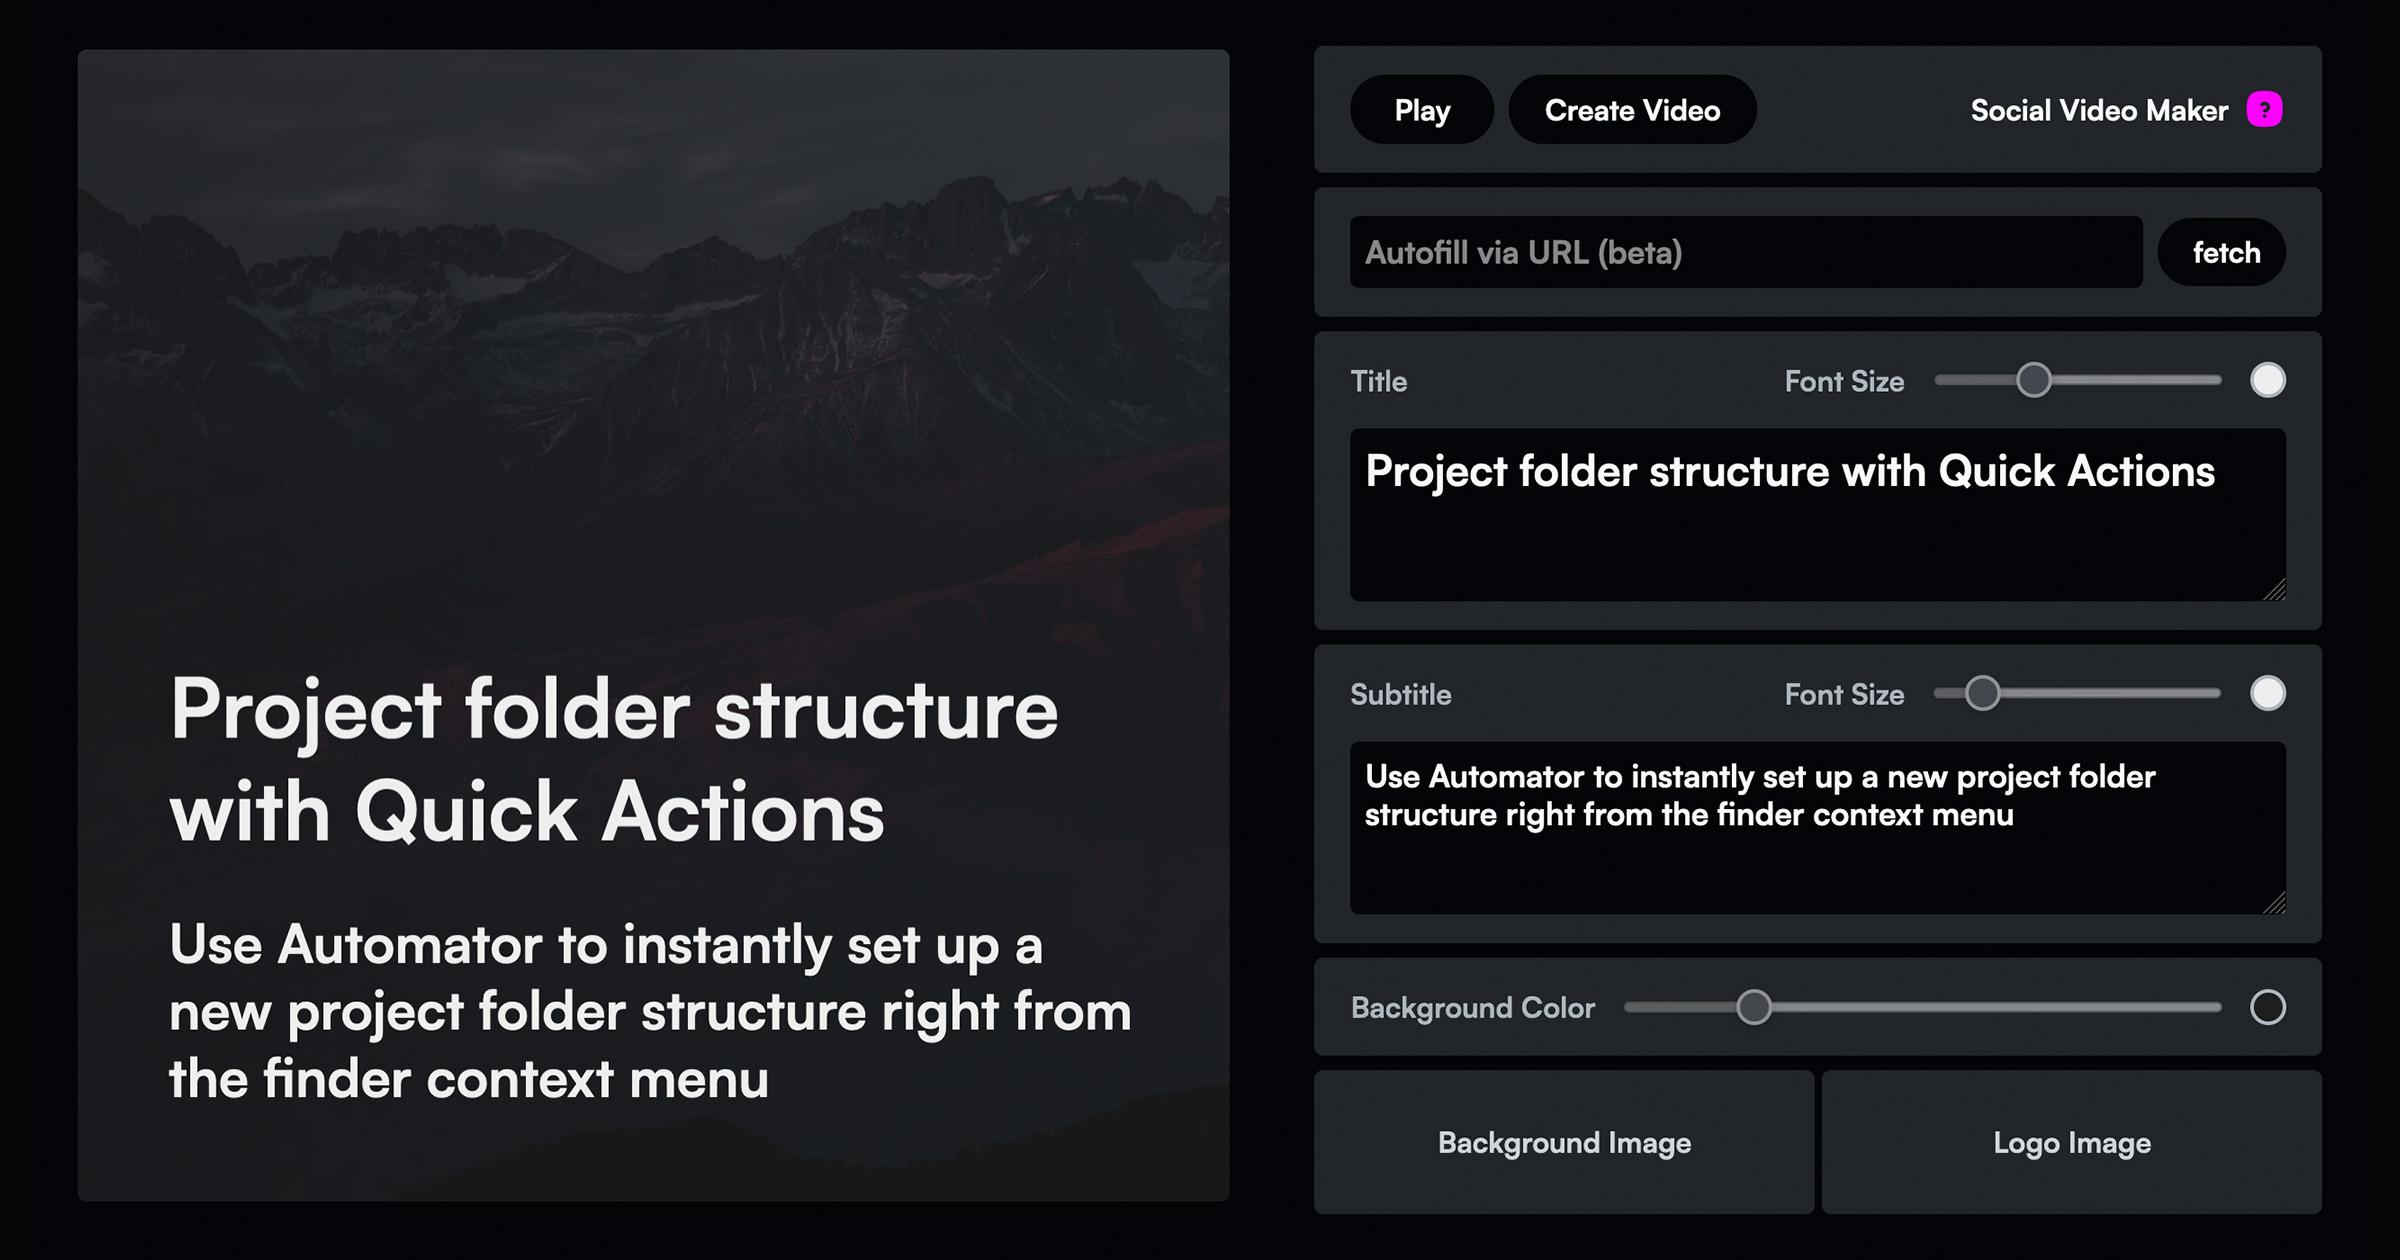 Project folder structure
with Quick Actions
Use Automator to instantly set up a
new project folder structure right from
the finder context menu
Play
Create Video
Social Video Maker
?
Autofill via URL (beta)
fetch
Title
Font Size
Project folder structure with Quick Actions
Subtitle
Font Size
Use Automator to instantly set up a new project folder
structure right from the finder context menu
Background Color
Background Image
Logo Image